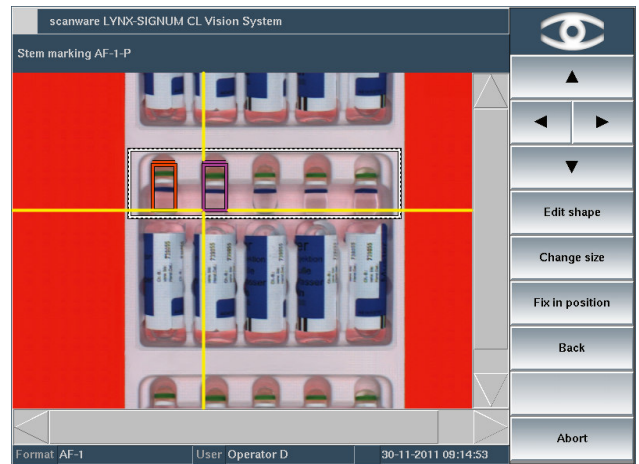 scanware LYNX-SIGNUM CL Vision System
Stem marking AF-1-P
Edit shape
Change size
Fix in position
Back
Abort
Format AF-1
User Operator D
30-11-2011 09:14:53